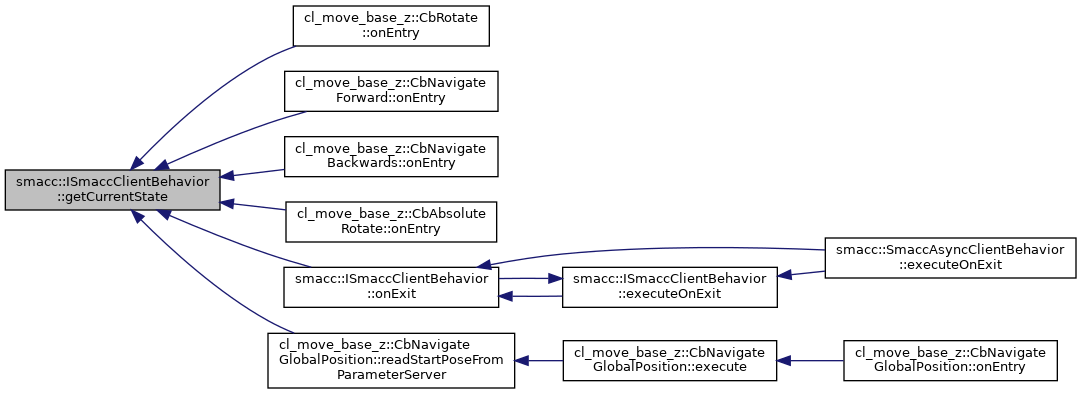 cl_move_base_z::CbRotate
::onEntry
cl_move_base_z::CbNavigate
Forward::onEntry
cl_move_base_z::CbNavigate
Backwards::onEntry
smacc::ISmaccClientBehavior
::getCurrentState
cl_move_base_z::CbAbsolute
Rotate::onEntry
smacc::ISmaccClientBehavior
::onExit
smacc::ISmaccClientBehavior
::executeOnExit
smacc::SmaccAsyncClientBehavior
::executeOnExit
cl_move_base_z::CbNavigate
GlobalPosition::readStartPoseFrom
ParameterServer
cl_move_base_z::CbNavigate
GlobalPosition::execute
cl_move_base_z::CbNavigate
GlobalPosition::onEntry